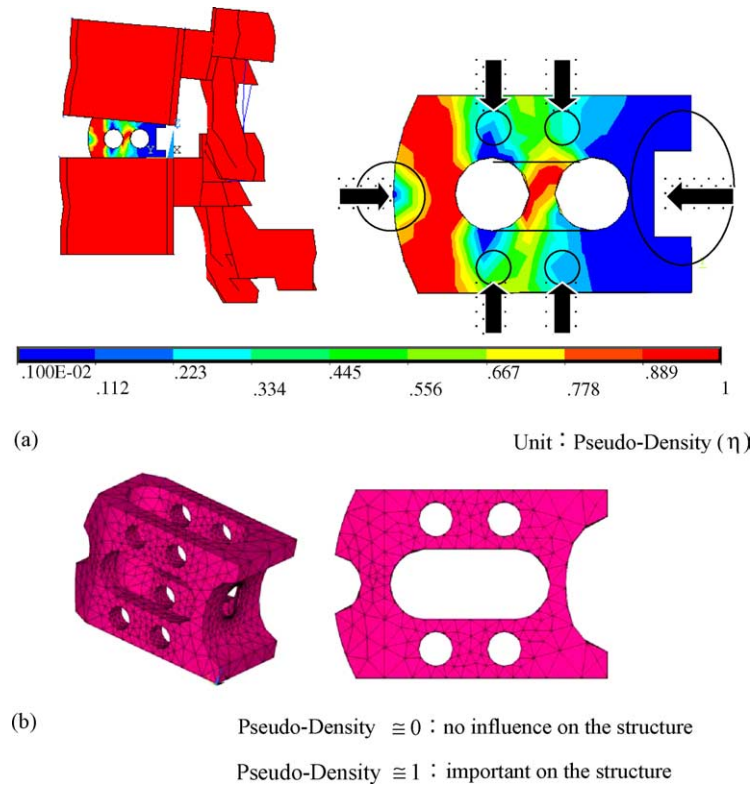 Y X
.100E-02 .223 .445 .667 .889
.112 .334 .556 .778 1
(a)
Unit : Pseudo-Density (η)
(b)
Pseudo-Density ≅ 0 : no influence on the structure
Pseudo-Density ≅ 1 : important on the structure